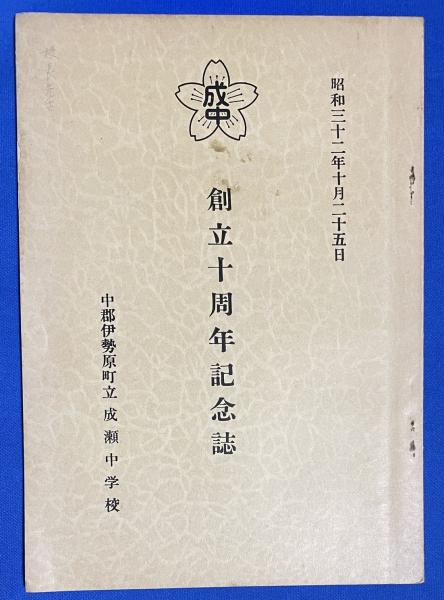 昭和三十二年十月二十五日
成中
創立十周年記念誌
中郡伊勢原町立成瀬中学校